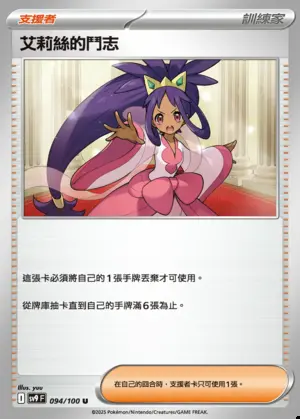 支援者
訓練家
艾莉絲的鬥志
這張卡必須將自己的1張手牌丟棄才可使用。
從牌庫抽卡直到自己的手牌滿6張為止。
Illus. you
I SV9 F 094/100 U
在自己的回合時,支援者卡只可使用1張。
©2025 Pokémon/Nintendo/Creatures/GAME FREAK.